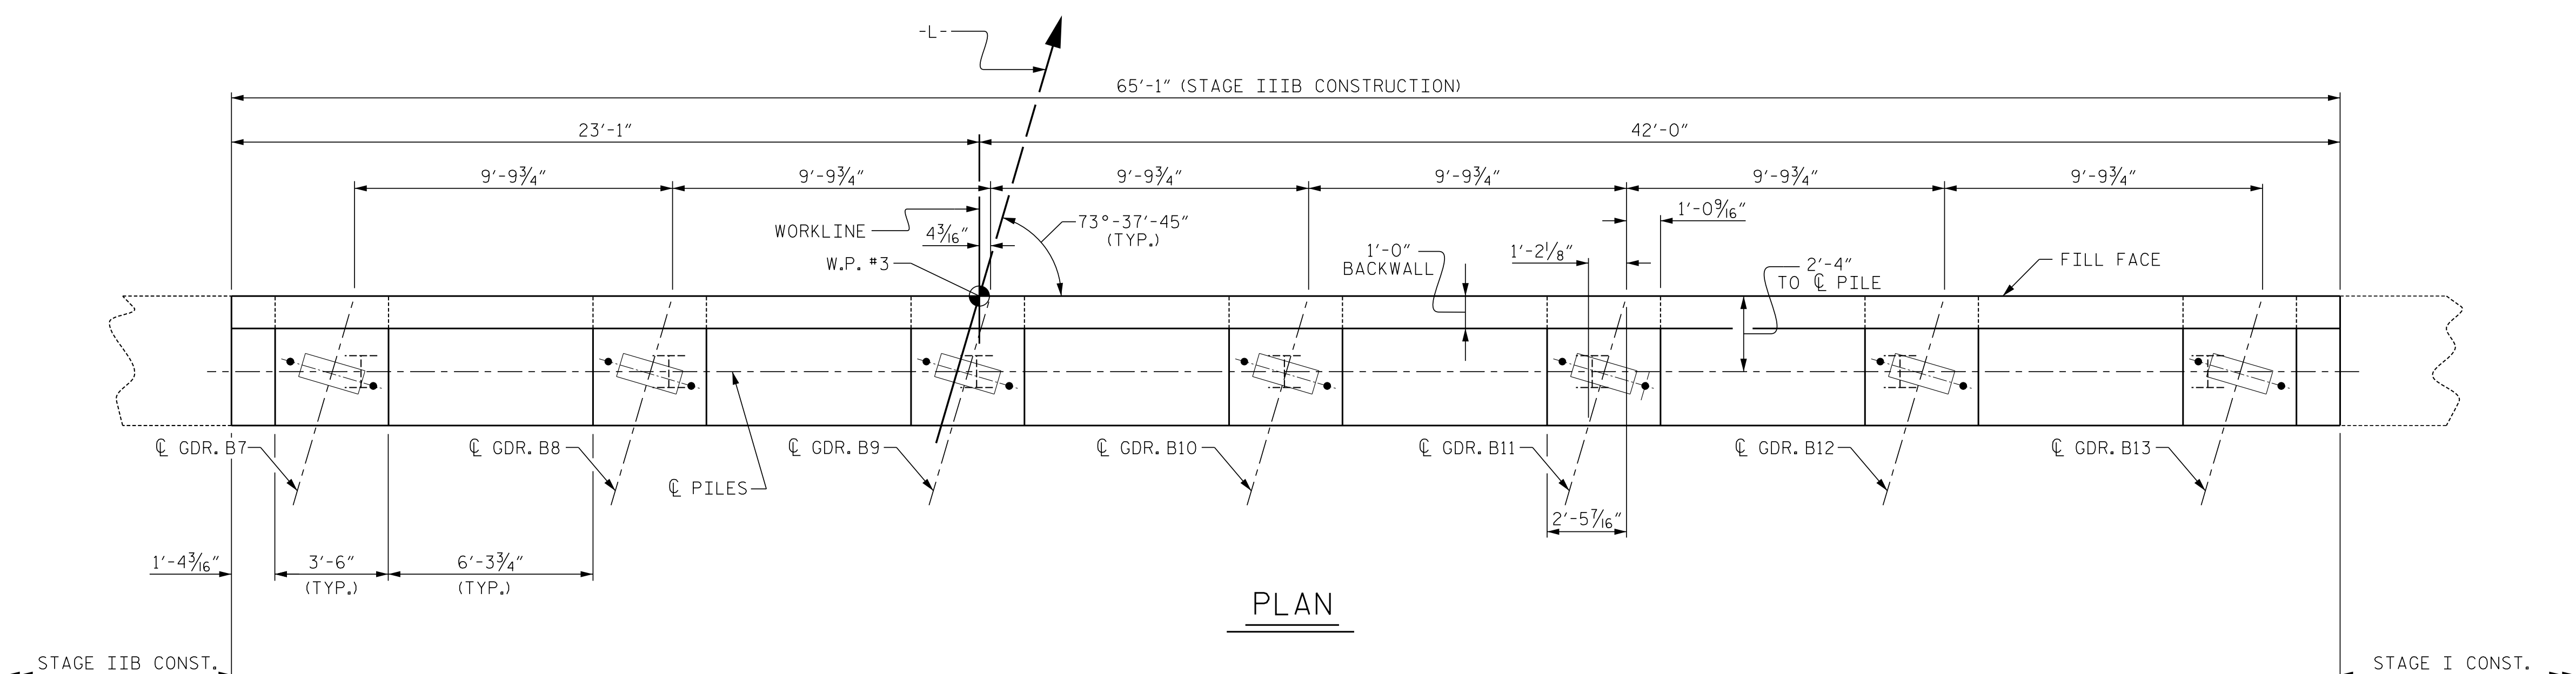 -L-
65'-1" (STAGE IIIB CONSTRUCTION)
23'-1"
42'-0"
9'-9¾"
9'-9¾"
9'-9¾"
9'-9¾"
9'-9¾"
9'-9¾"
WORKLINE
4³⁄₁₆"
73°-37'-45"
(TYP.)
1'-0⁹⁄₁₆"
W.P. #3
1'-0"
BACKWALL
1'-2⅛"
2'-4"
TO ℄ PILE
FILL FACE
℄ GDR. B7
℄ GDR. B8
℄ GDR. B9
℄ GDR. B10
℄ GDR. B11
℄ GDR. B12
℄ GDR. B13
℄ PILES
2'-5⁷⁄₁₆"
1'-4³⁄₁₆"
3'-6"
(TYP.)
6'-3¾"
(TYP.)
PLAN
STAGE IIB CONST.
STAGE I CONST.